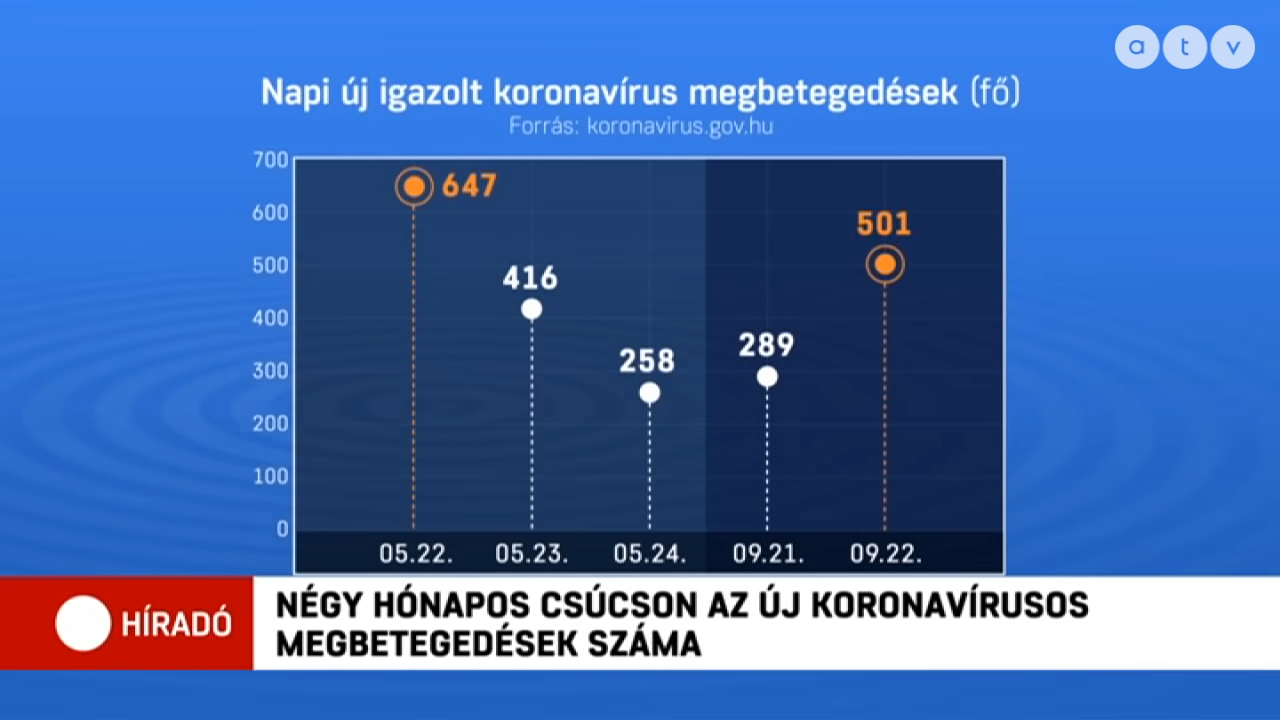 a t v
Napi új igazolt koronavírus megbetegedések (fő)
Forrás: koronavirus.gov.hu
700
600
500
400
300
200
100
0
647
416
258
289
501
05.22. 05.23. 05.24. 09.21. 09.22.
HÍRADÓ
NÉGY HÓNAPOS CSÚCSON AZ ÚJ KORONAVÍRUSOS
MEGBETEGEDÉSEK SZÁMA